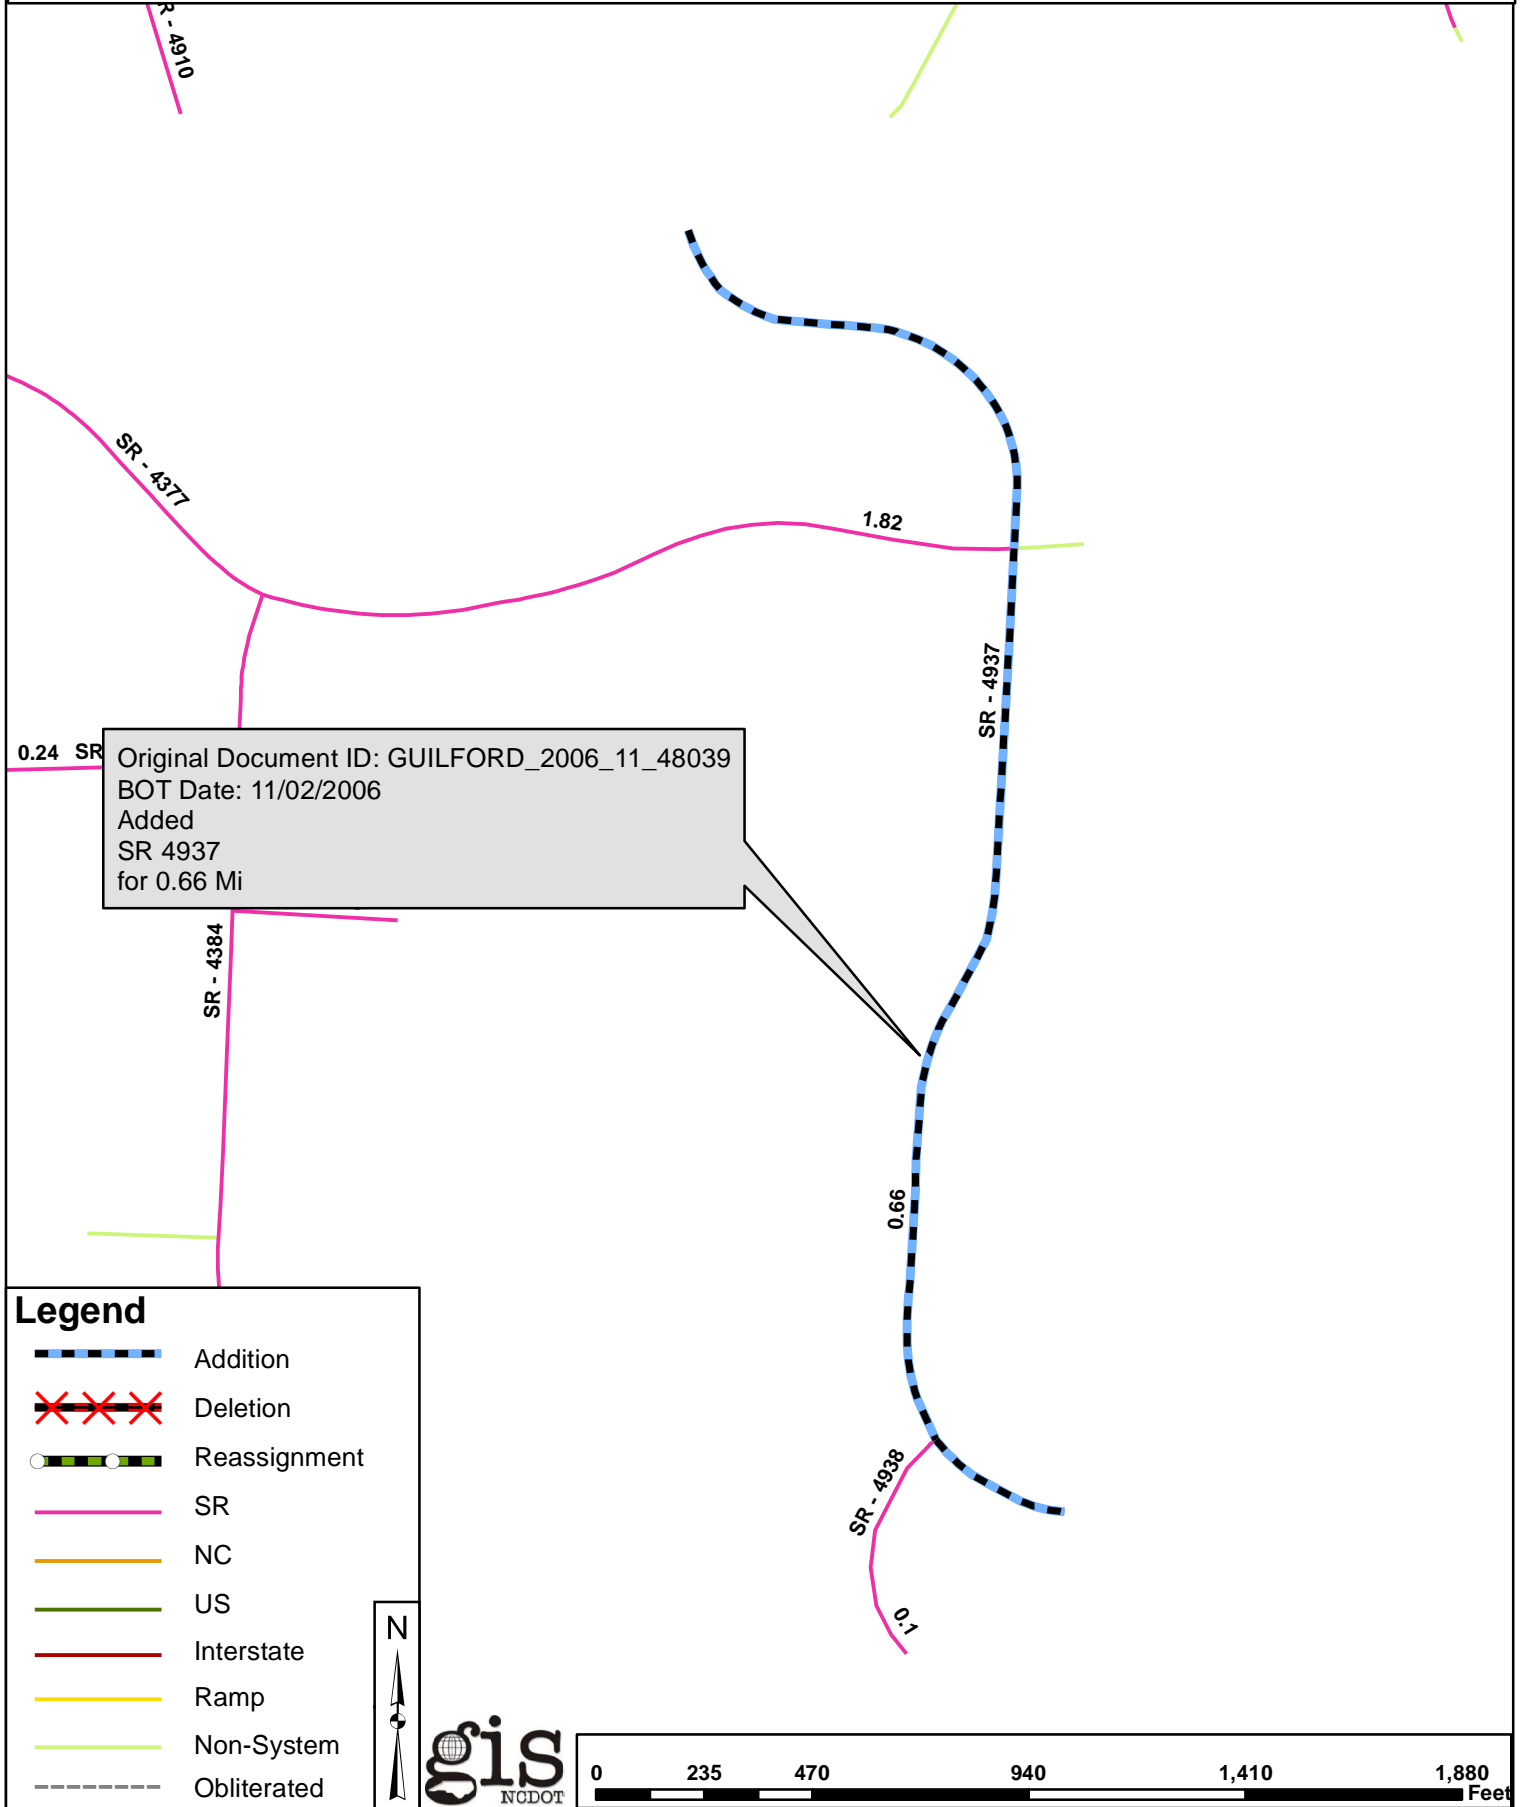 R - 4910
SR - 4377
1.82
SR - 4937
0.24 SR
Original Document ID: GUILFORD_2006_11_48039
BOT Date: 11/02/2006
Added
SR 4937
for 0.66 Mi
SR - 4384
0.66
SR - 4938
0.1
Legend
Addition
Deletion
Reassignment
SR
NC
US
Interstate
Ramp
Non-System
Obliterated
N
gis
NCDOT
0 235 470 940 1,410 1,880
Feet